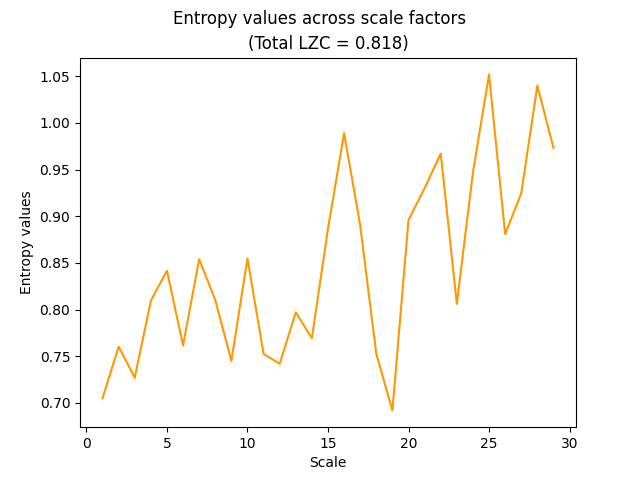 Entropy values across scale factors
(Total LZC = 0.818)
1.05
1.00
0.95
0.90
0.85
0.80
0.75
0.70
Entropy values
0 5 10 15 20 25 30
Scale